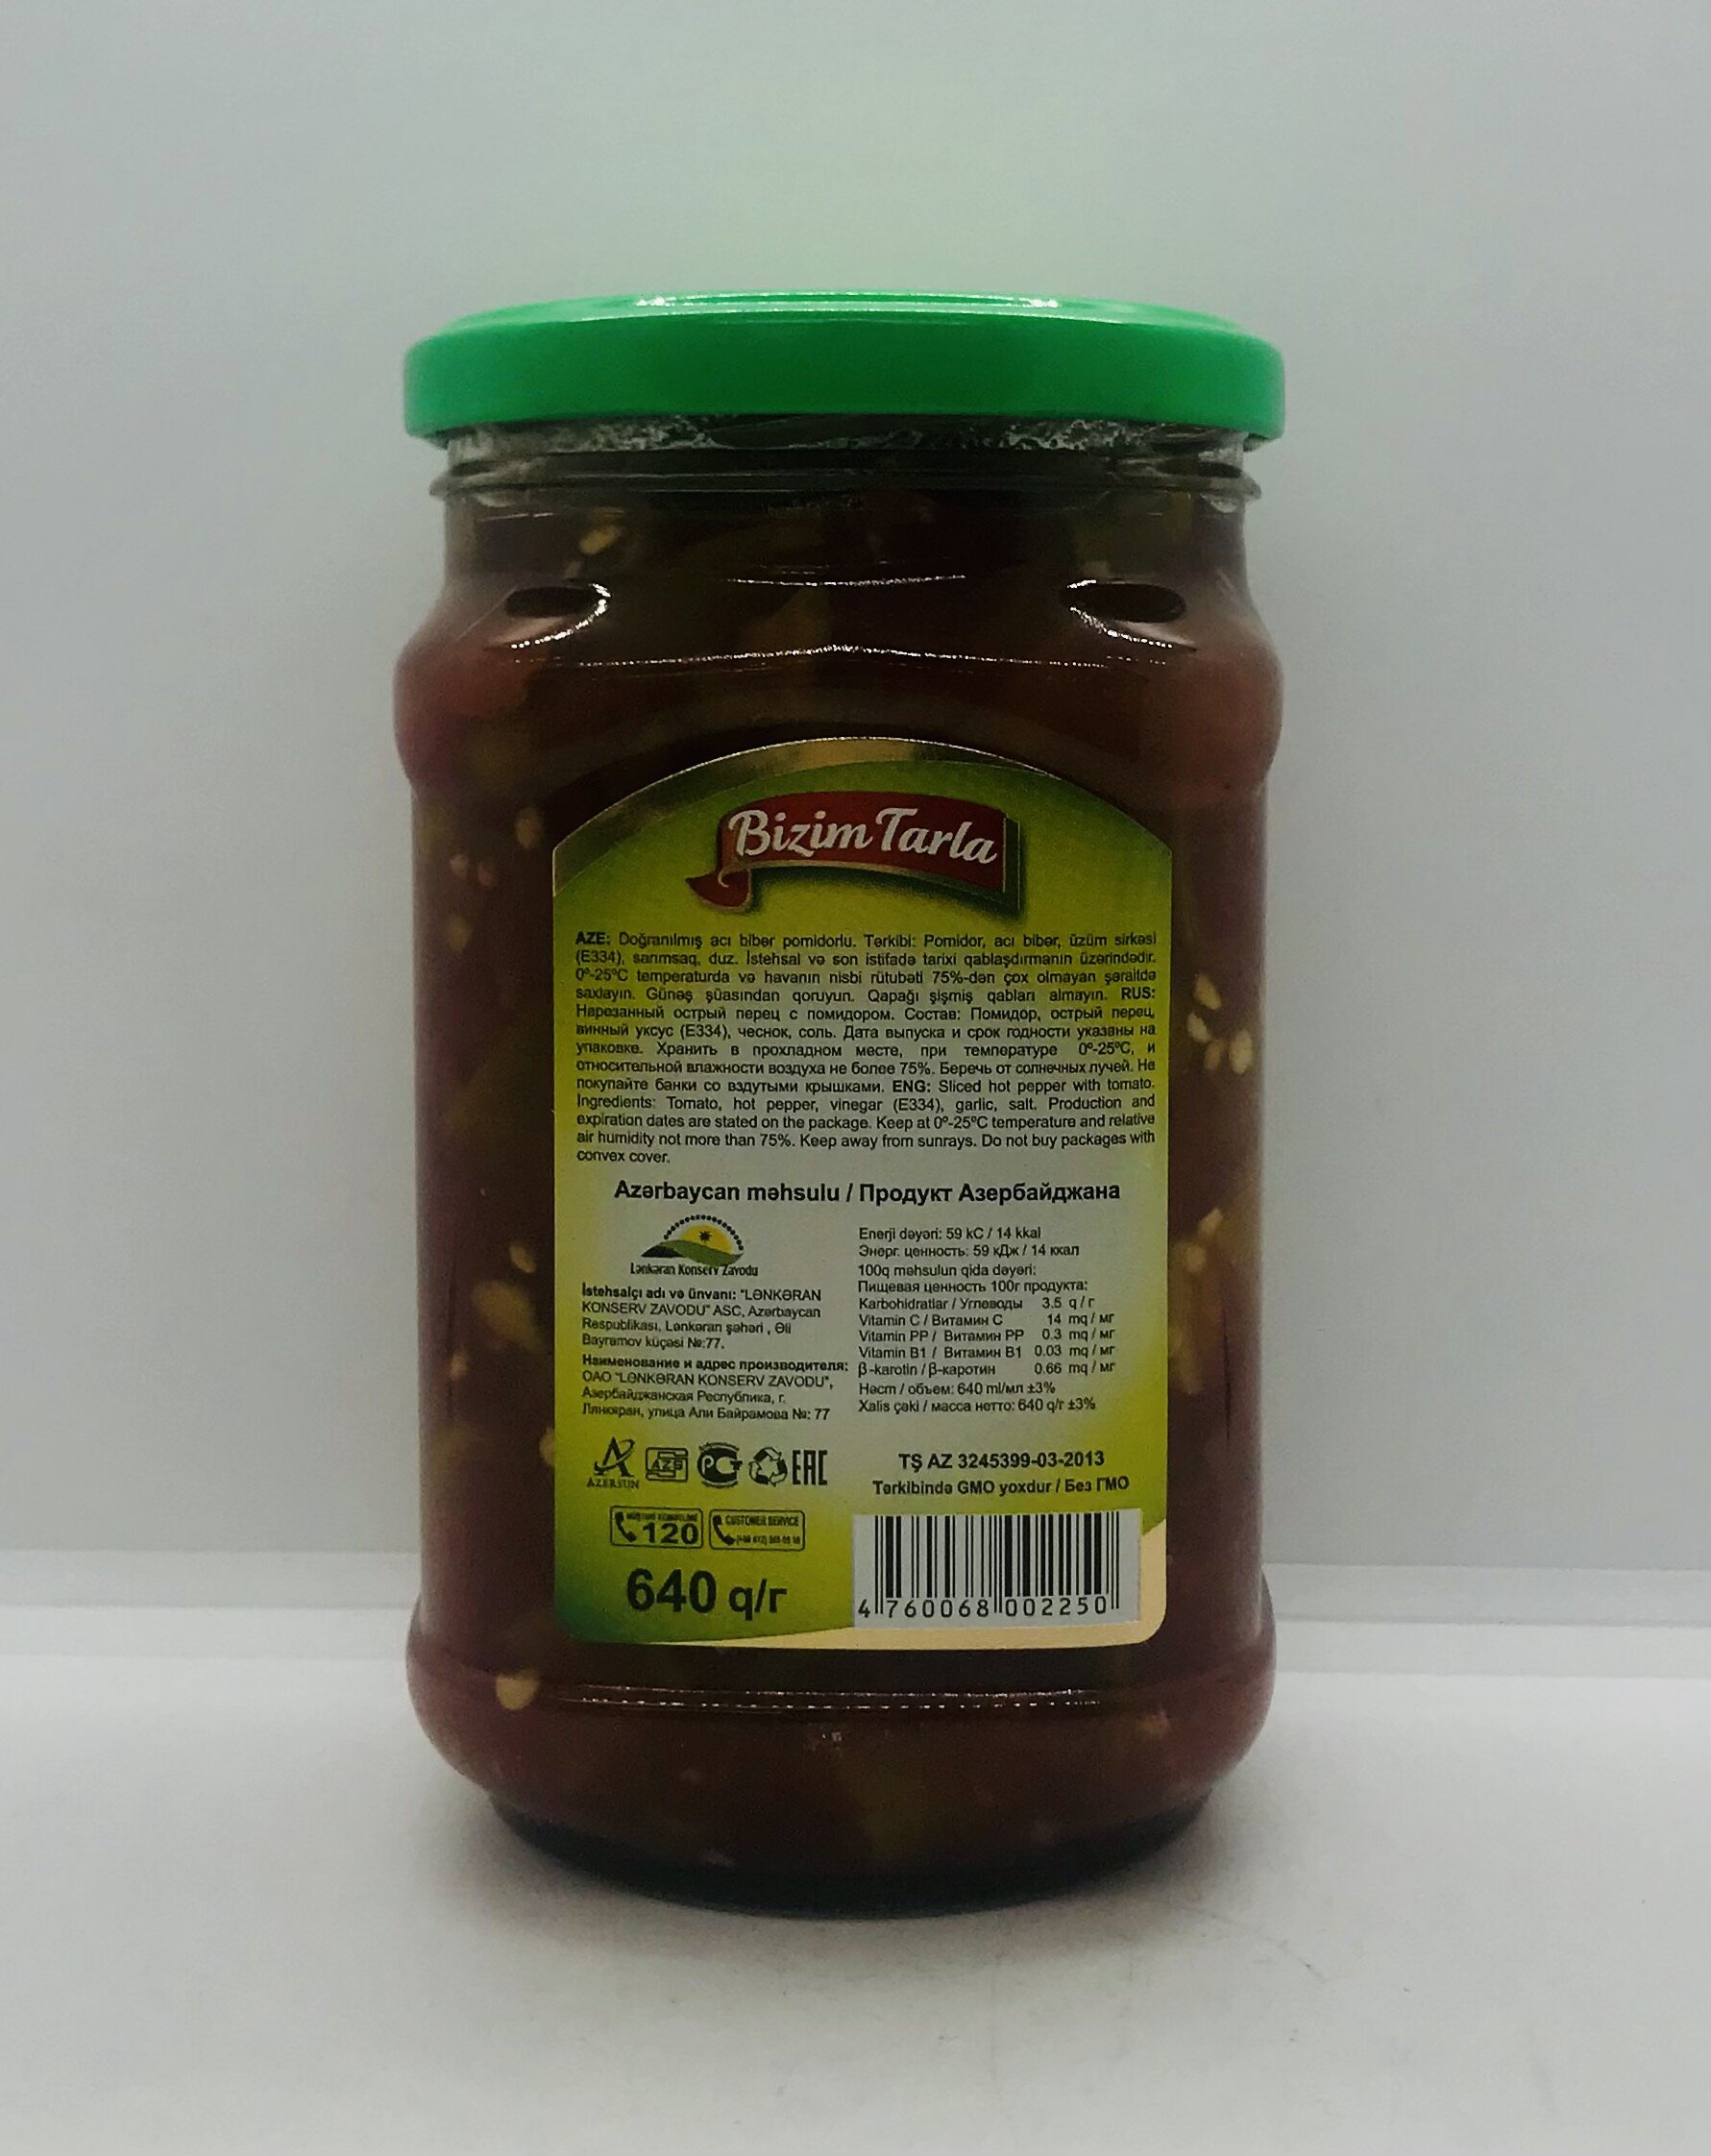 Bizim Tarla
AZE: Doğranılmış acı bibər pomidorlu. Tərkibi: Pomidor, acı bibər, üzüm sirkəsi
(E334), sarımsaq, duz. İstehsal və son istifadə tarixi qablaşdırmanın üzərindədir.
0º-25ºC temperaturda və havanın nisbi rütubəti 75%-dən çox olmayan şəraitdə
saxlayın. Günəş şüasından qoruyun. Qapağı şişmiş qabları almayın. RUS:
Нарезанный острый перец с помидором. Состав: Помидор, острый перец,
винный уксус (E334), чеснок, соль. Дата выпуска и срок годности указаны на
упаковке. Хранить в прохладном месте, при температуре 0º-25ºC, и
относительной влажности воздуха не более 75%. Беречь от солнечных лучей. Не
покупайте банки со вздутыми крышками. ENG: Sliced hot pepper with tomato.
Ingredients: Tomato, hot pepper, vinegar (E334), garlic, salt. Production and
expiration dates are stated on the package. Keep at 0º-25ºC temperature and relative
air humidity not more than 75%. Keep away from sunrays. Do not buy packages with
convex cover.
Azərbaycan məhsulu / Продукт Азербайджана
Lənkəran Konserv Zavodu
İstehsalçı adı və ünvanı: "LƏNKƏRAN
KONSERV ZAVODU" ASC, Azərbaycan
Respublikası, Lənkəran şəhəri , Əli
Bayramov küçəsi №:77.
Наименование и адрес производителя:
ОАО "LƏNKƏRAN KONSERV ZAVODU",
Азербайджанская Республика, г.
Лянкяран, улица Али Байрамова №: 77
Enerji dəyəri: 59 kC / 14 kkal
Энерг. ценность: 59 кДж / 14 ккал
100q məhsulun qida dəyəri:
Пищевая ценность 100г продукта:
Karbohidratlar / Углеводы 3.5 q / г
Vitamin C / Витамин С 14 mq / мг
Vitamin PP / Витамин PP 0.3 mq / мг
Vitamin B1 / Витамин B1 0.03 mq / мг
β-karotin / β-каротин 0.66 mq / мг
Həcm / объем: 640 ml/мл ±3%
Xalis çəki / масса нетто: 640 q/г ±3%
AZERSUN AZS РСТ EAC
TŞ AZ 3245399-03-2013
Tərkibində GMO yoxdur / Без ГМО
120
CUSTOMER SERVICE
640 q/г
4 760068 002250